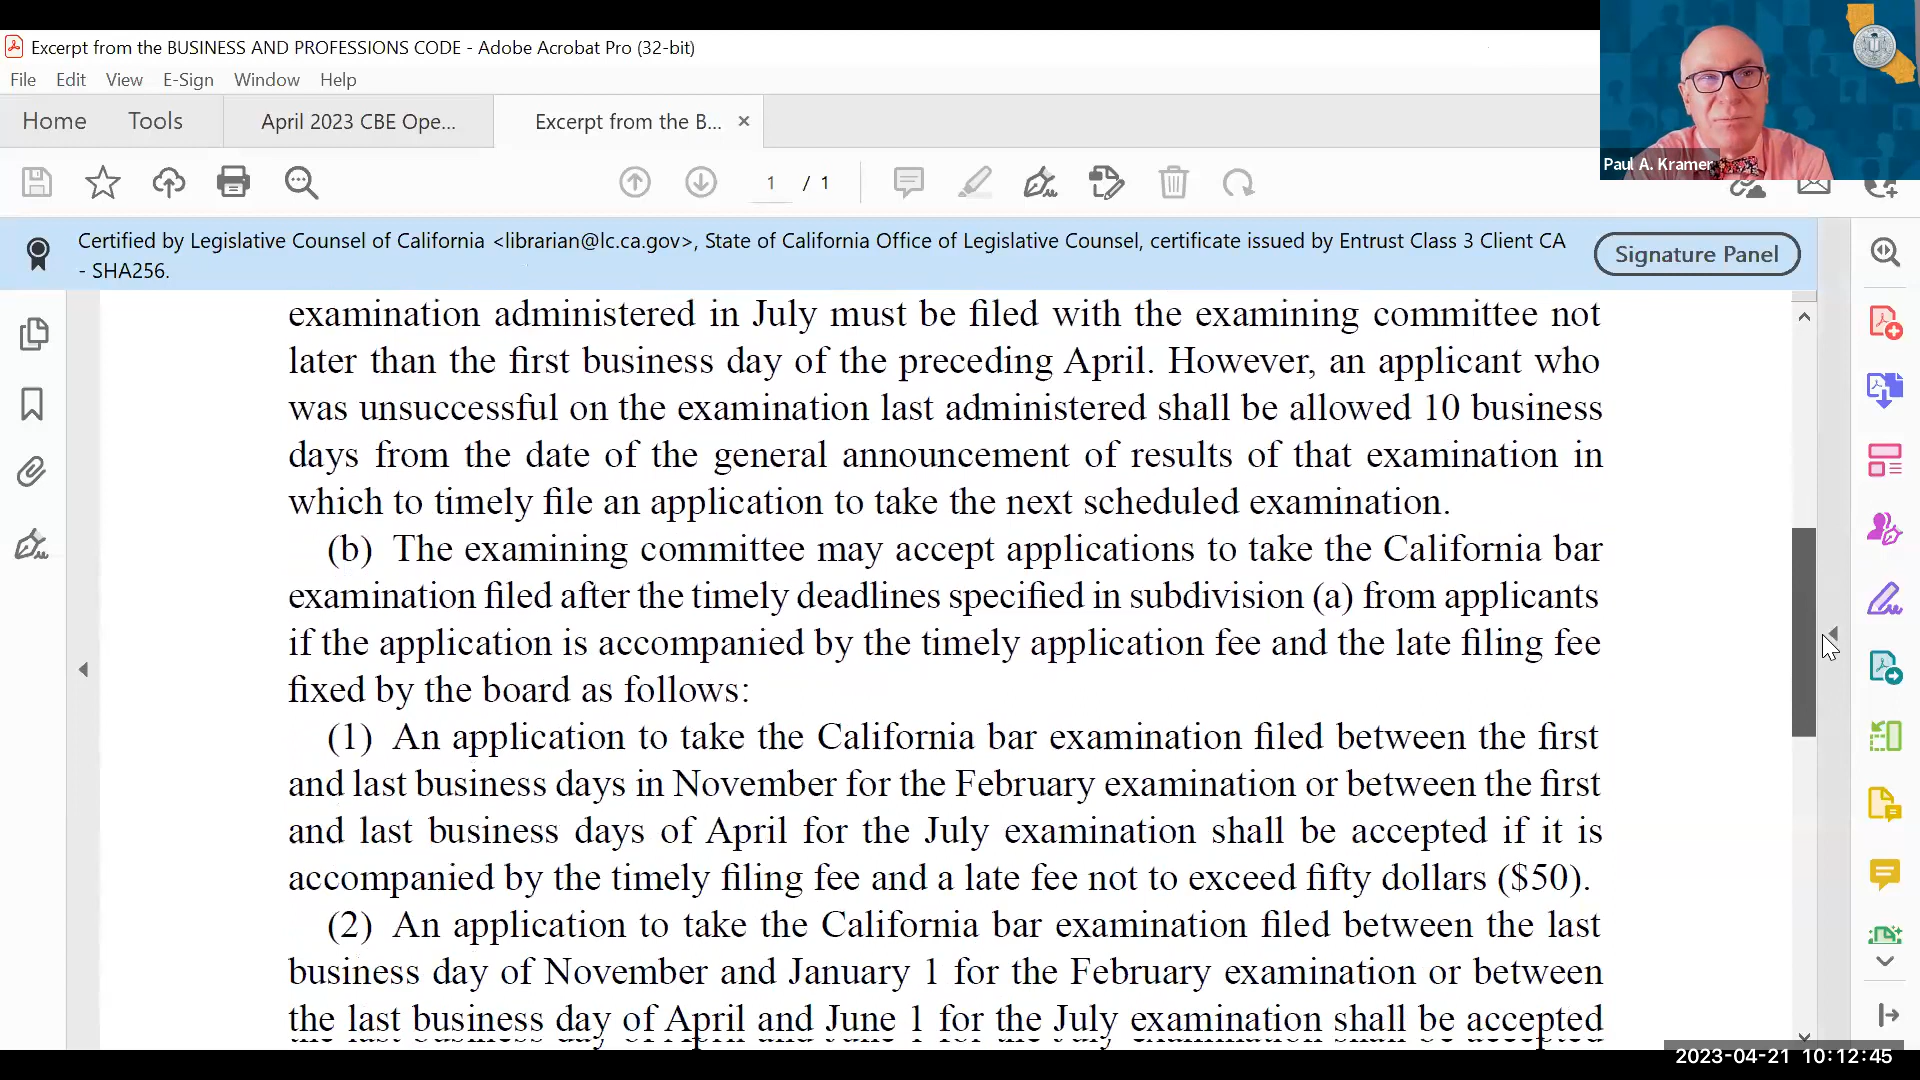 Excerpt from the BUSINESS AND PROFESSIONS CODE - Adobe Acrobat Pro (32-bit)
File Edit View E-Sign Window Help
Home Tools April 2023 CBE Ope... Excerpt from the B... ×
Paul A. Kramer
1 / 1
Certified by Legislative Counsel of California <librarian@lc.ca.gov>, State of California Office of Legislative Counsel, certificate issued by Entrust Class 3 Client CA
- SHA256.
Signature Panel
examination administered in July must be filed with the examining committee not
later than the first business day of the preceding April. However, an applicant who
was unsuccessful on the examination last administered shall be allowed 10 business
days from the date of the general announcement of results of that examination in
which to timely file an application to take the next scheduled examination.
(b) The examining committee may accept applications to take the California bar
examination filed after the timely deadlines specified in subdivision (a) from applicants
if the application is accompanied by the timely application fee and the late filing fee
fixed by the board as follows:
(1) An application to take the California bar examination filed between the first
and last business days in November for the February examination or between the first
and last business days of April for the July examination shall be accepted if it is
accompanied by the timely filing fee and a late fee not to exceed fifty dollars ($50).
(2) An application to take the California bar examination filed between the last
business day of November and January 1 for the February examination or between
the last business day of April and June 1 for the July examination shall be accepted
2023-04-21 10:12:45